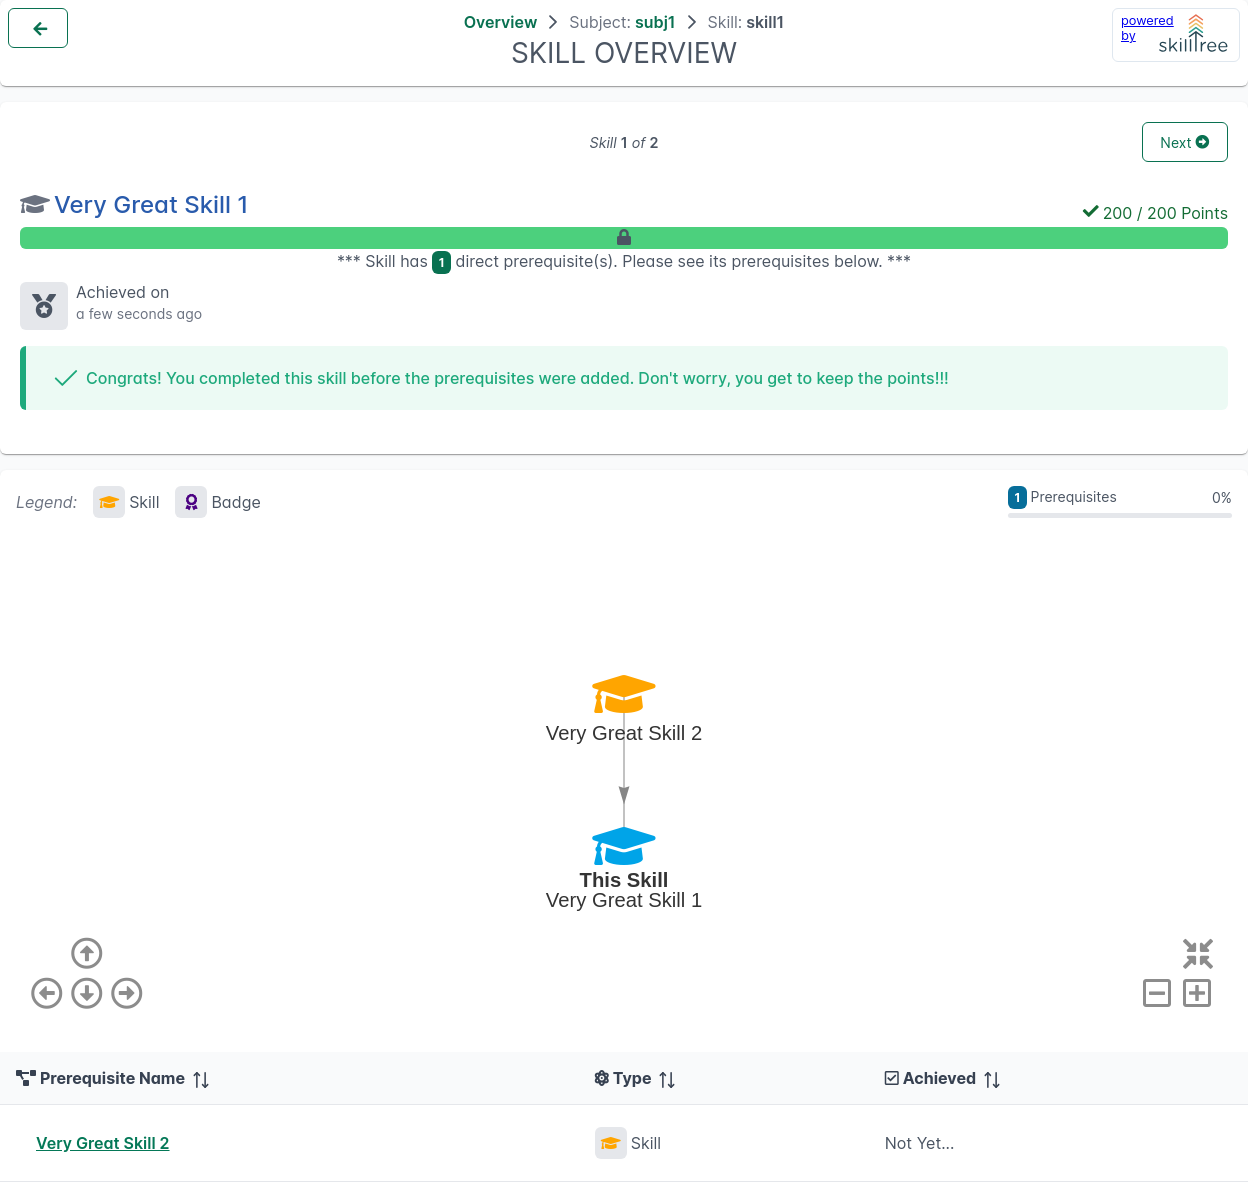 Overview > Subject: subj1 > Skill: skill1
SKILL OVERVIEW
powered
by
skilltree
Skill 1 of 2
Next
Very Great Skill 1
200 / 200 Points
*** Skill has 1 direct prerequisite(s). Please see its prerequisites below. ***
Achieved on
a few seconds ago
Congrats! You completed this skill before the prerequisites were added. Don't worry, you get to keep the points!!!
Legend: Skill Badge
1 Prerequisites 0%
Very Great Skill 2
This Skill
Very Great Skill 1
Prerequisite Name Type Achieved
Very Great Skill 2 Skill Not Yet...